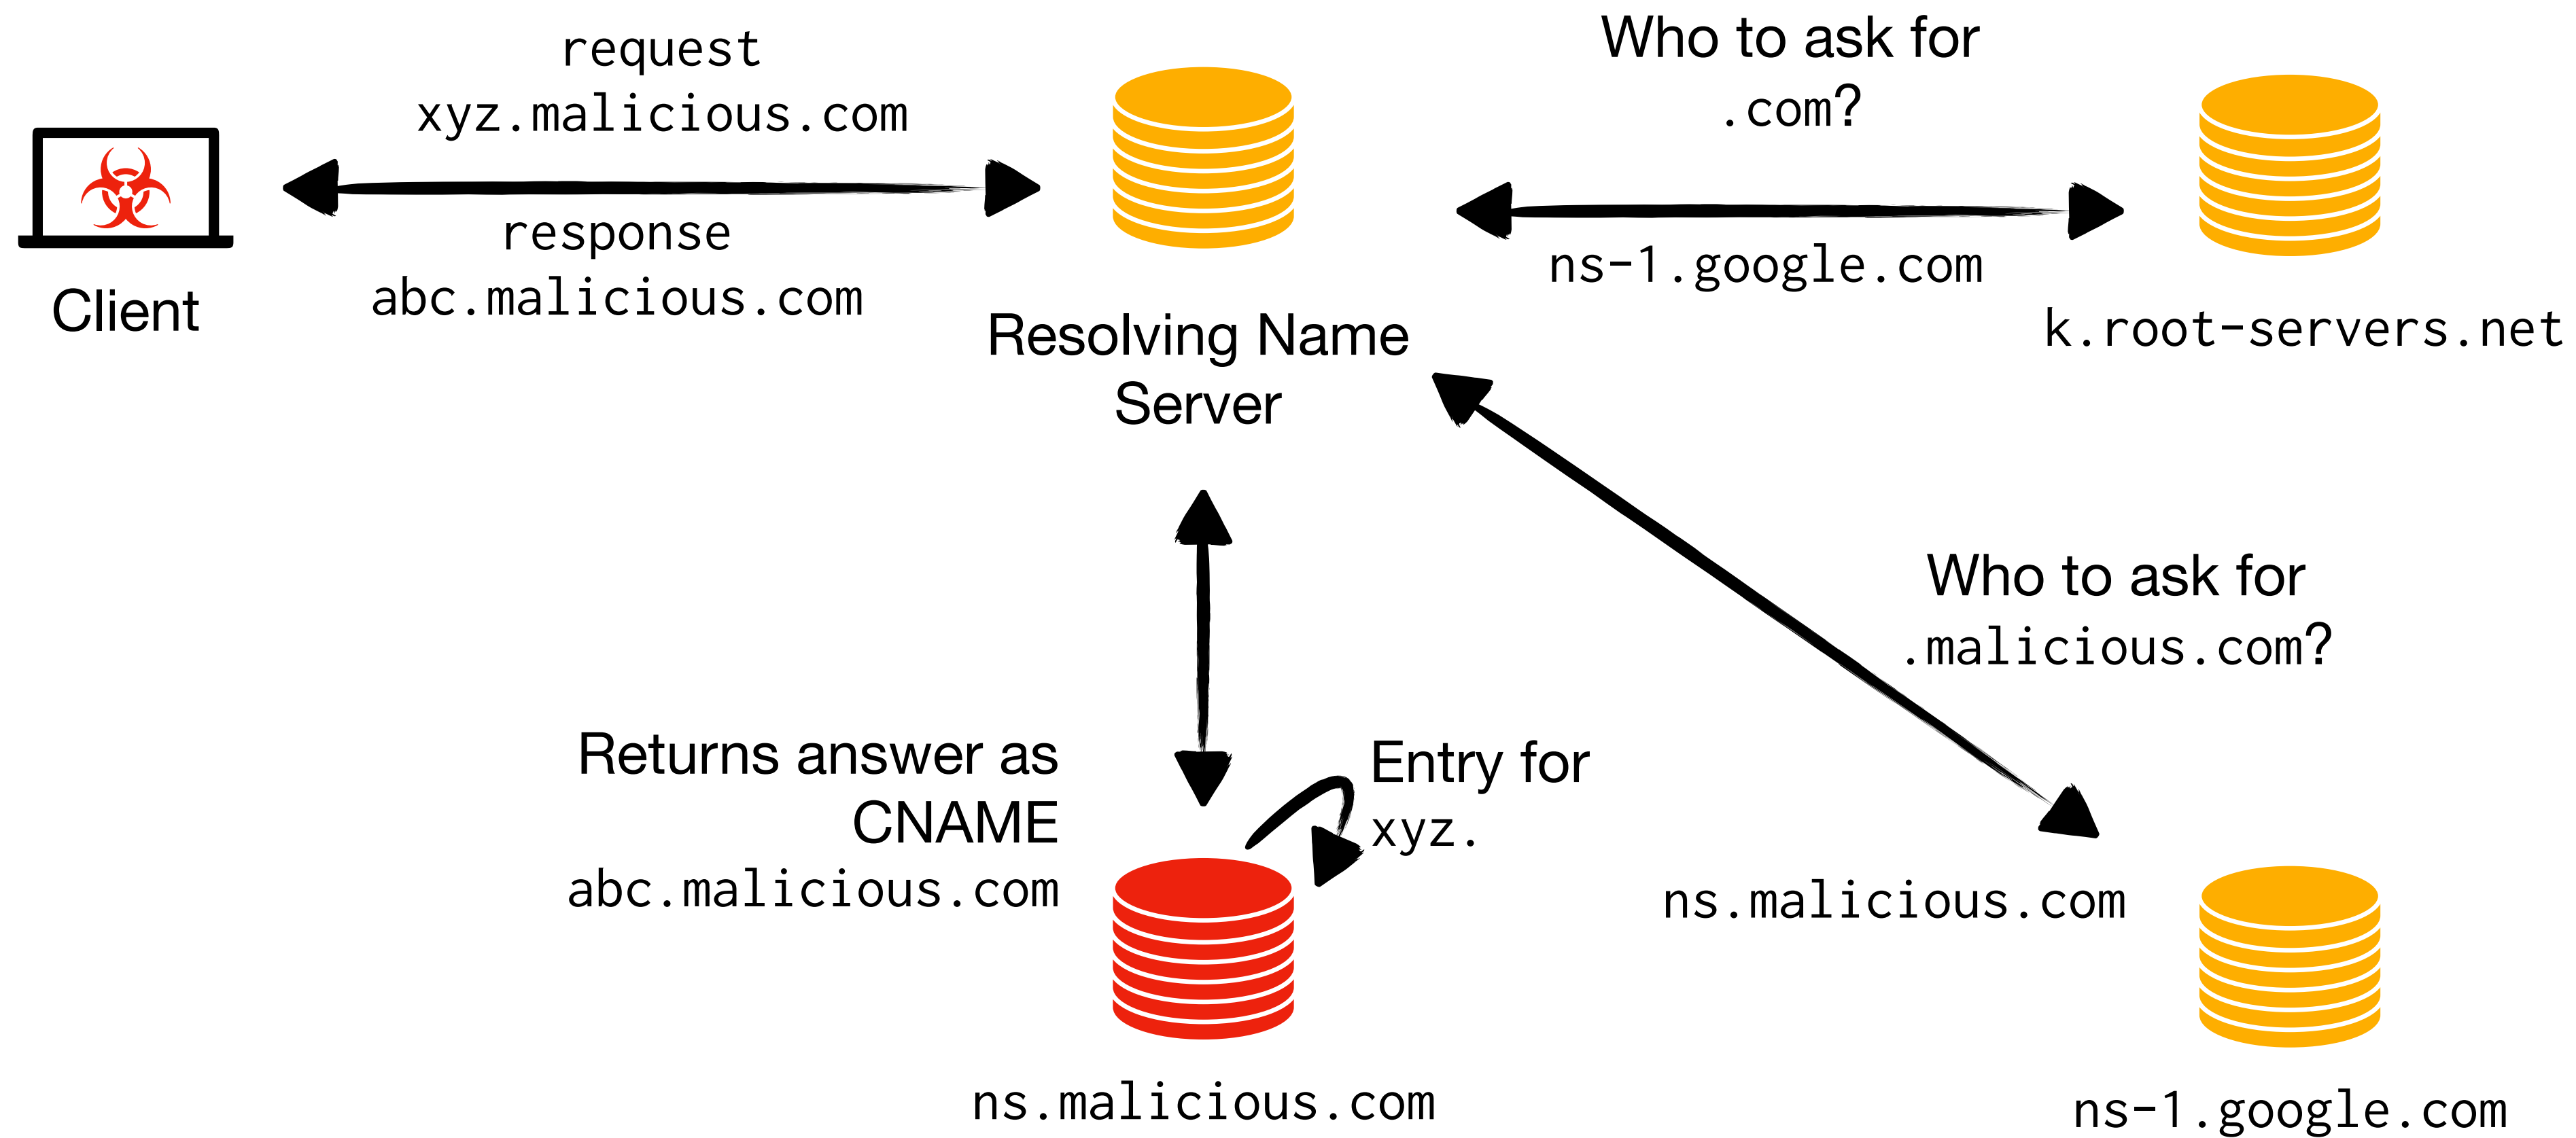 request
xyz.malicious.com
response
abc.malicious.com
Client
Resolving Name
Server
Who to ask for
.com?
ns-1.google.com
k.root-servers.net
Who to ask for
.malicious.com?
ns.malicious.com
ns-1.google.com
Returns answer as
CNAME
abc.malicious.com
Entry for
xyz.
ns.malicious.com